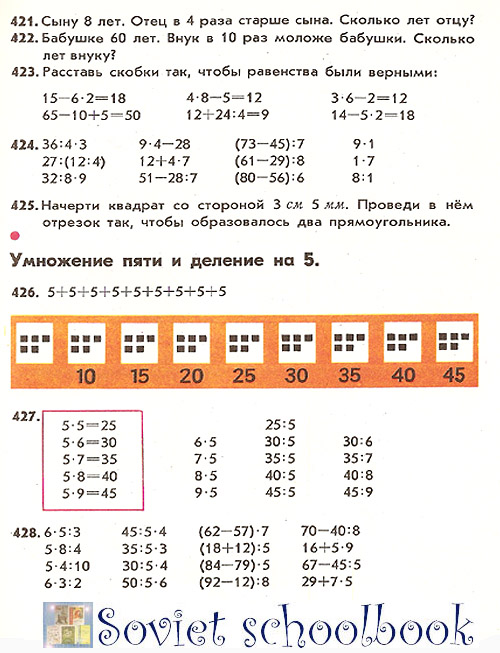 421. Сыну 8 лет. Отец в 4 раза старше сына. Сколько лет отцу?
422. Бабушке 60 лет. Внук в 10 раз моложе бабушки. Сколько
лет внуку?
423. Расставь скобки так, чтобы равенства были верными:
15−6·2=18 4·8−5=12 3·6−2=12
65−10+5=50 12+24:4=9 14−5·2=18
424. 36:4·3 9·4−28 (73−45):7 9·1
27:(12:4) 12+4·7 (61−29):8 1·7
32:8·9 51−28:7 (80−56):6 8:1
425. Начерти квадрат со стороной 3 см 5 мм. Проведи в нём
отрезок так, чтобы образовалось два прямоугольника.
Умножение пяти и деление на 5.
426. 5+5+5+5+5+5+5+5+5
10 15 20 25 30 35 40 45
427.
5·5=25 25:5
5·6=30 6·5 30:5 30:6
5·7=35 7·5 35:5 35:7
5·8=40 8·5 40:5 40:8
5·9=45 9·5 45:5 45:9
428. 6·5:3 45:5·4 (62−57)·7 70−40:8
5·8:4 35:5·3 (18+12):5 16+5·9
5·4:10 30:5·4 (84−79)·5 67−45:5
6·3:2 50:5·6 (92−12):8 29+7·5
Soviet schoolbook